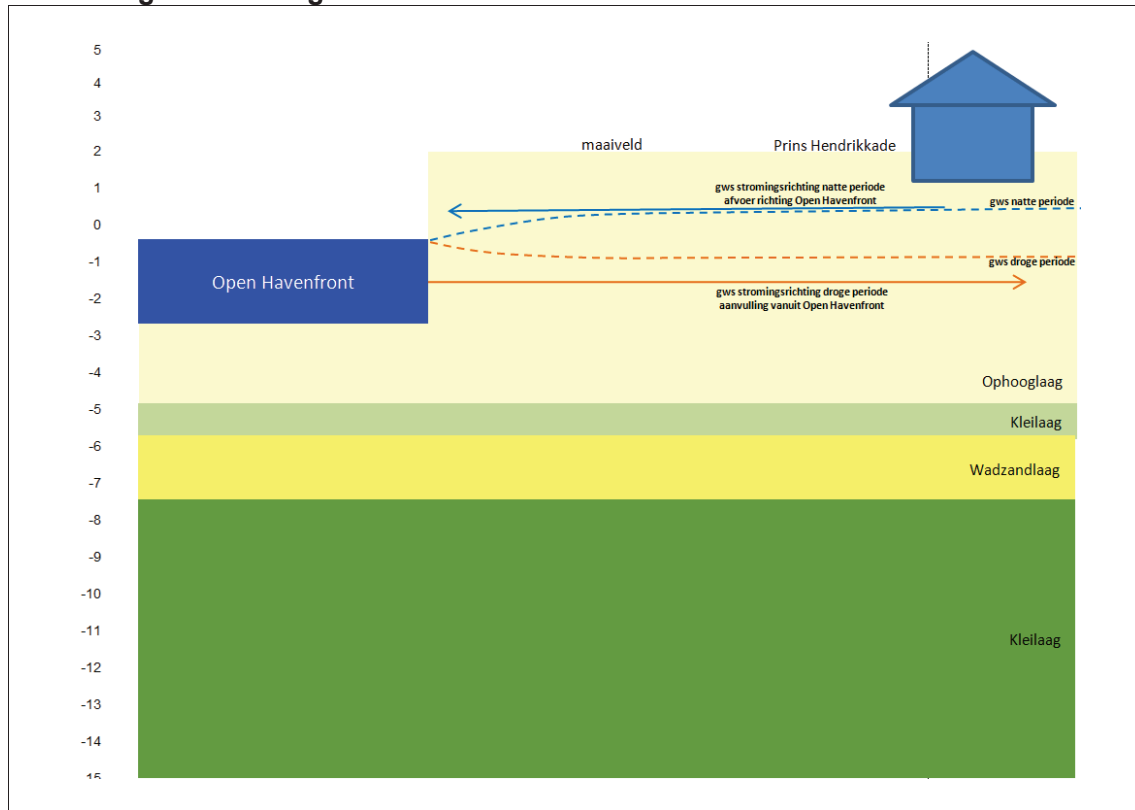 5
4
3
2
1
0
-1
-2
-3
-4
-5
-6
-7
-8
-9
-10
-11
-12
-13
-14
maaiveld
Prins Hendrikkade
gws stromingsrichting natte periode
afvoer richting Open Havenfront
gws natte periode
Open Havenfront
gws droge periode
gws stromingsrichting droge periode
aanvulling vanuit Open Havenfront
Ophooglaag
Kleilaag
Wadzandlaag
Kleilaag